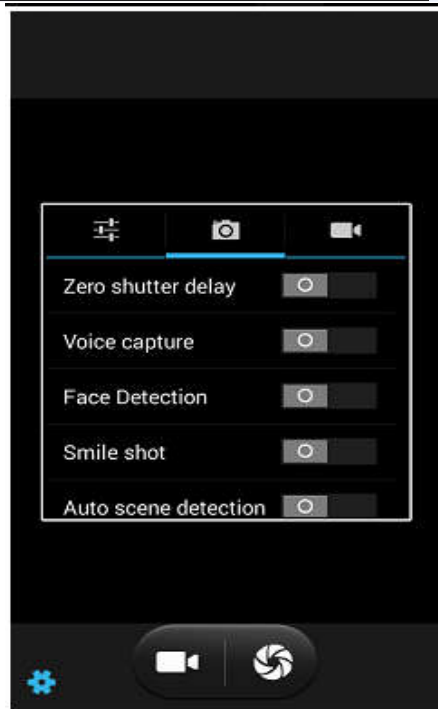 Zero shutter delay
Voice capture
Face Detection
Smile shot
Auto scene detection